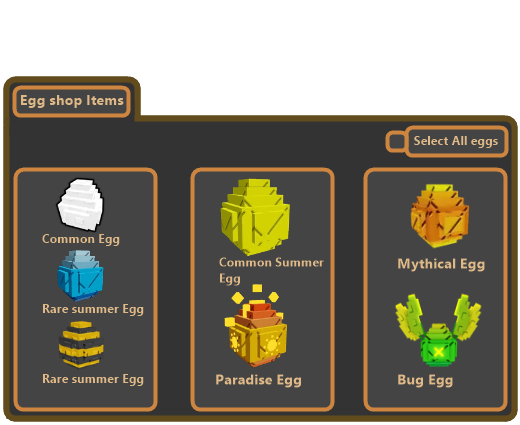 Egg shop Items
Select All eggs
Common Egg
Rare summer Egg
Rare summer Egg
Common Summer
Egg
Paradise Egg
Mythical Egg
Bug Egg